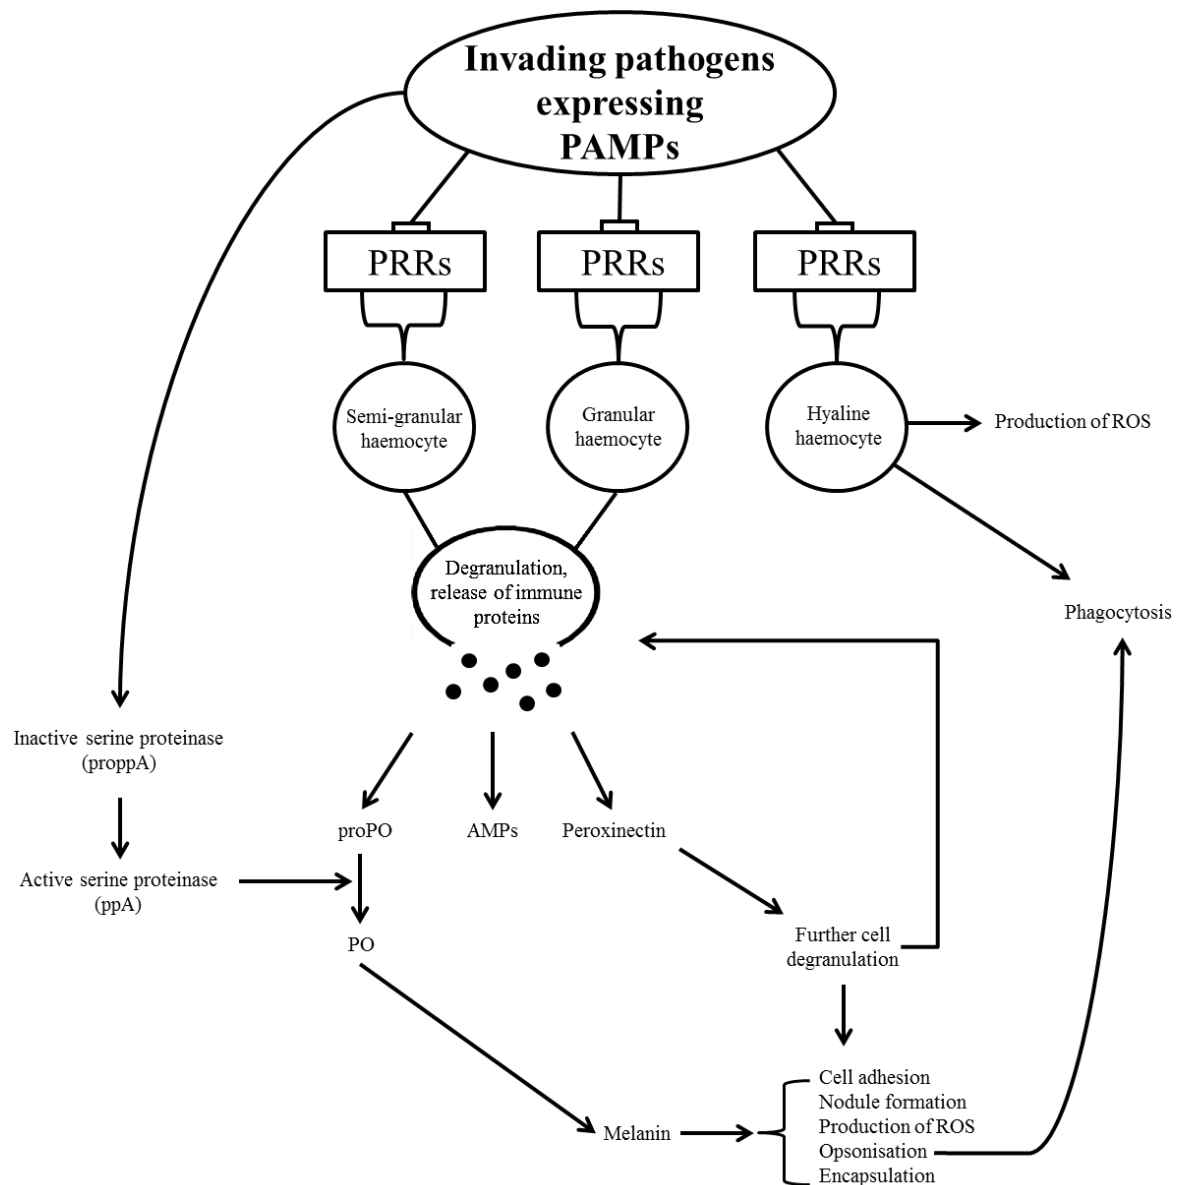 Invading pathogens
expressing
PAMPs
PRRs
PRRs
PRRs
Semi-granular
haemocyte
Granular
haemocyte
Hyaline
haemocyte
Production of ROS
Degranulation,
release of immune
proteins
Phagocytosis
Inactive serine proteinase
(proppA)
proPO
AMPs
Peroxinectin
Active serine proteinase
(ppA)
PO
Further cell
degranulation
Melanin
Cell adhesion
Nodule formation
Production of ROS
Opsonisation
Encapsulation